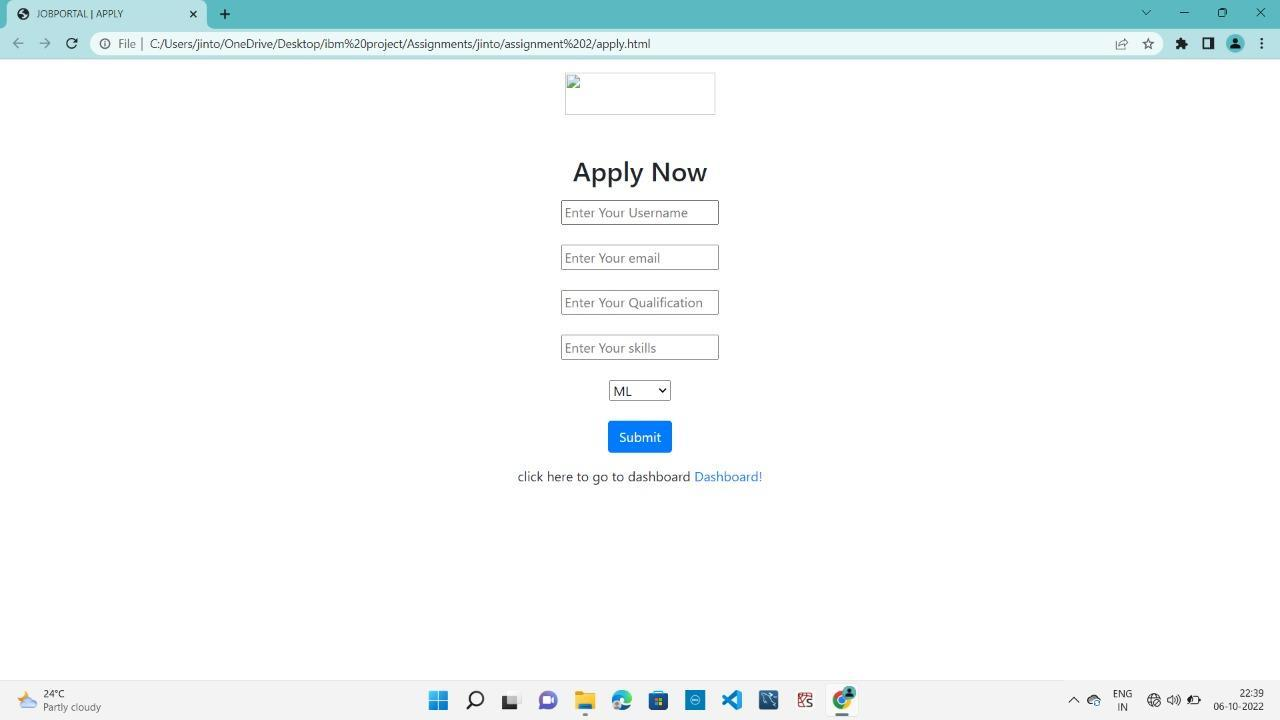 JOBPORTAL | APPLY
File | C:/Users/jinto/OneDrive/Desktop/ibm%20project/Assignments/jinto/assignment%202/apply.html
Apply Now
Enter Your Username
Enter Your email
Enter Your Qualification
Enter Your skills
ML
Submit
click here to go to dashboard Dashboard!
24°C
Partly cloudy
ENG
IN
22:39
06-10-2022